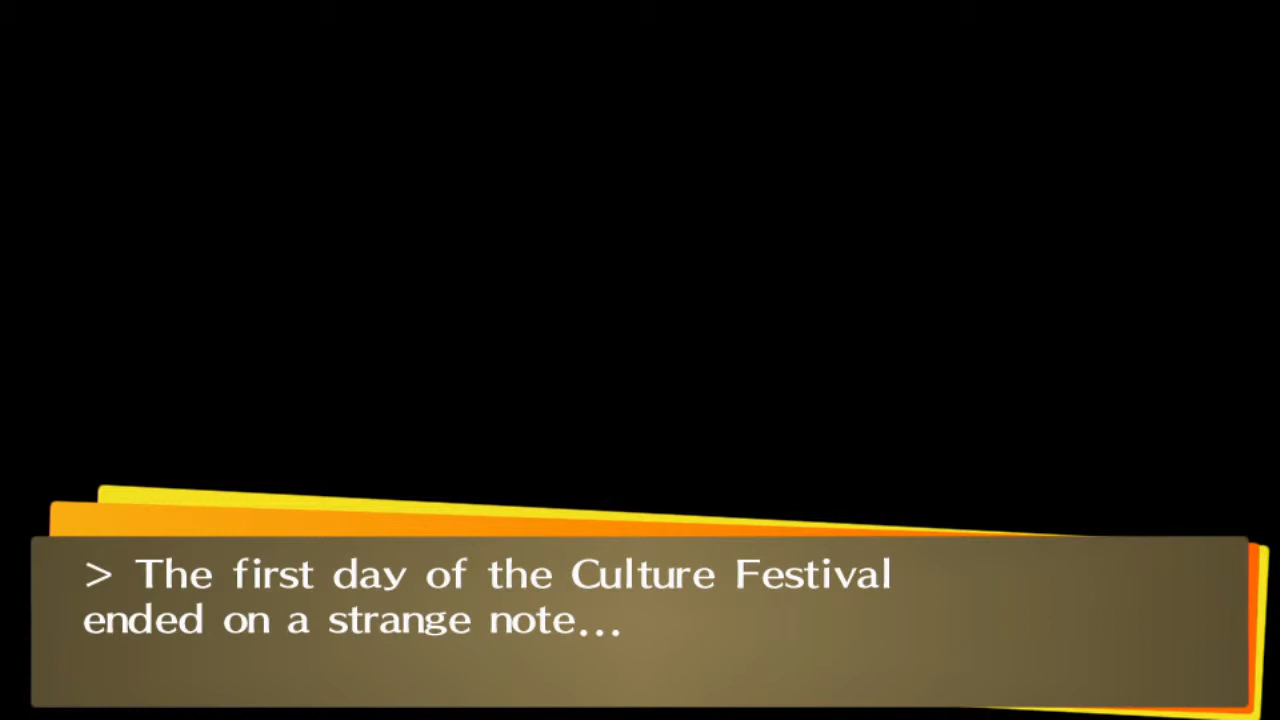 > The first day of the Culture Festival
ended on a strange note...